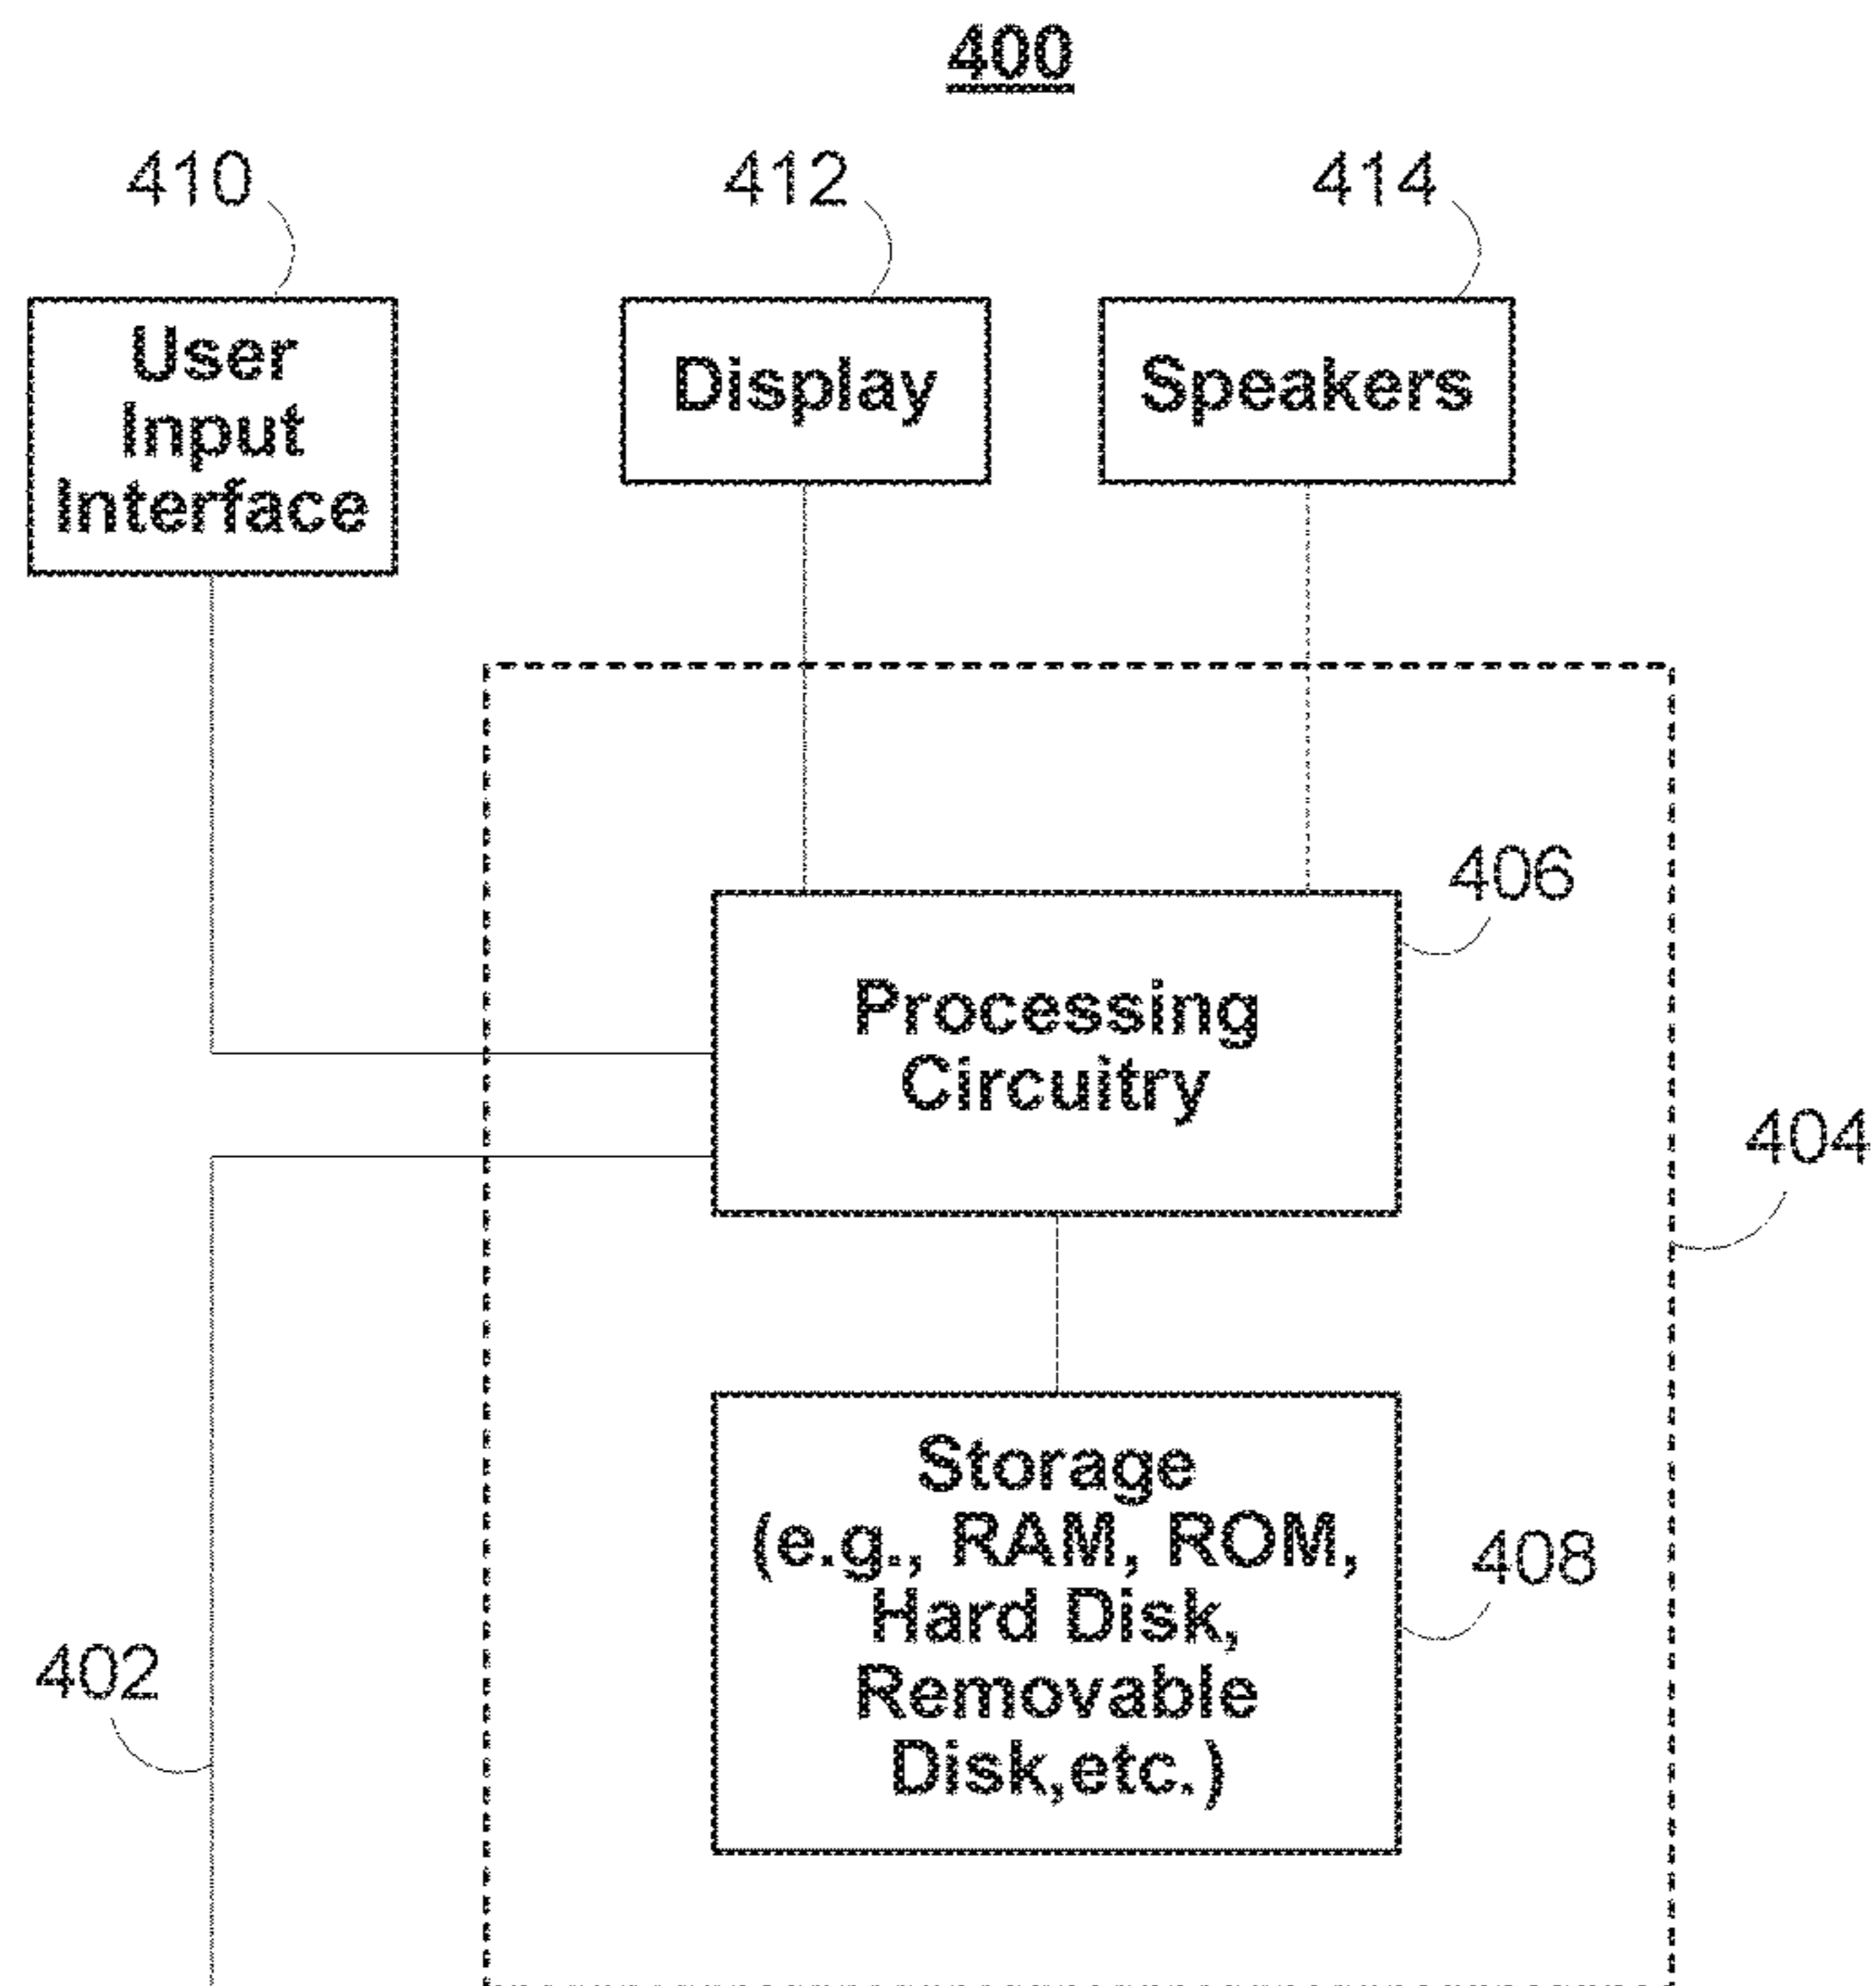 400
410
412
414
User
Input
Interface
Display
Speakers
406
Processing
Circuitry
404
Storage
(e.g., RAM, ROM,
Hard Disk,
Removable
Disk,etc.)
408
402